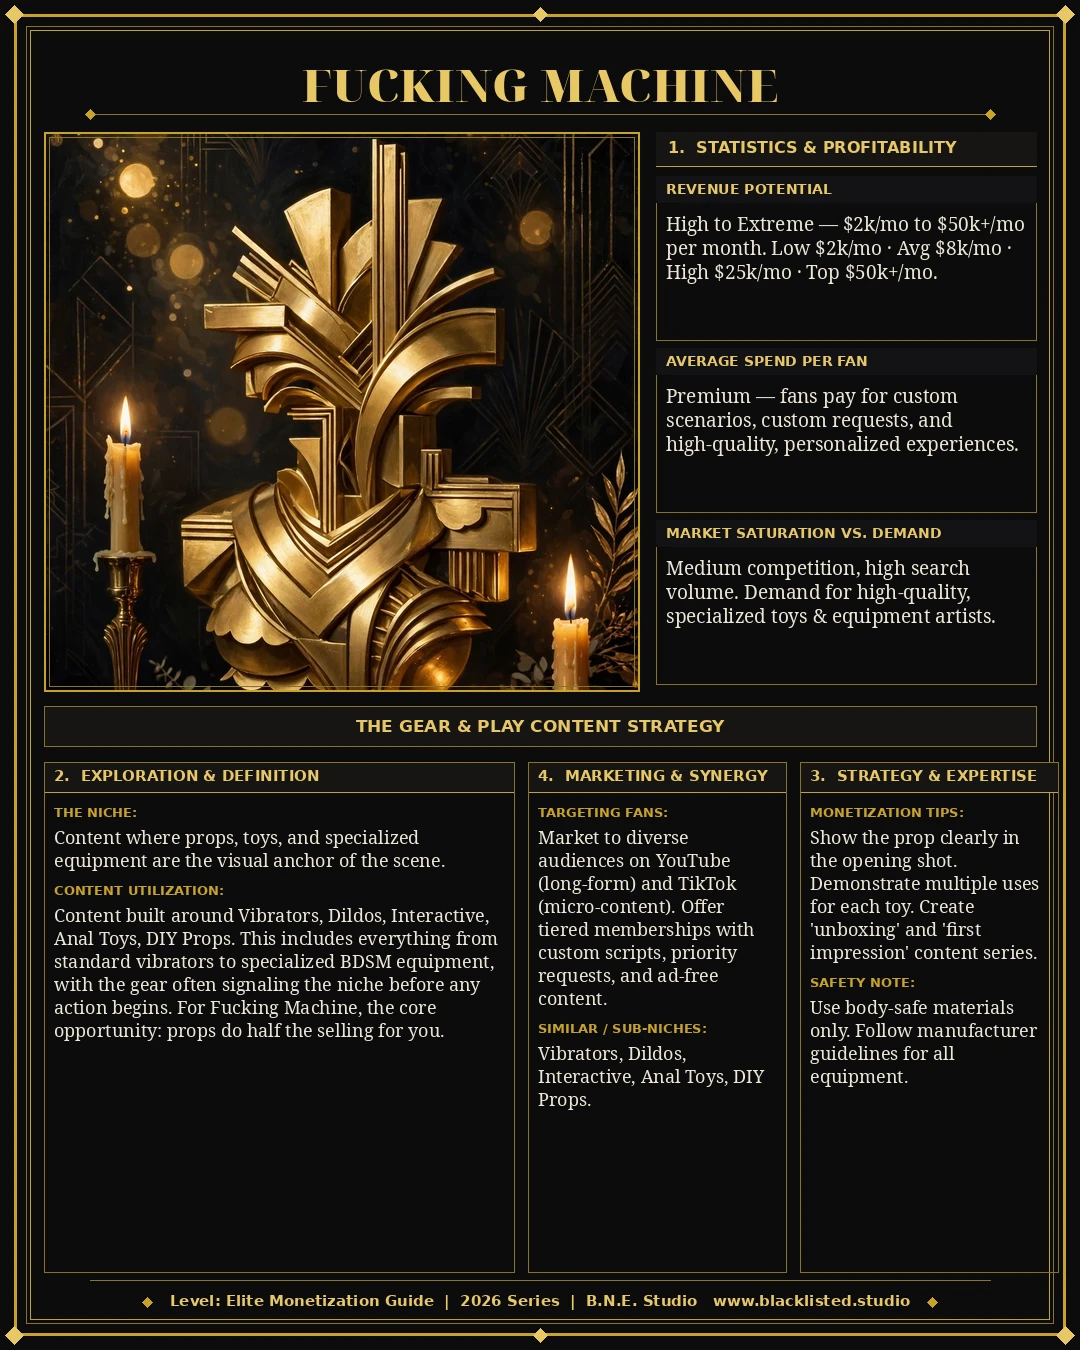 FUCKING MACHINE
1. STATISTICS & PROFITABILITY
REVENUE POTENTIAL
High to Extreme — $2k/mo to $50k+/mo
per month. Low $2k/mo · Avg $8k/mo ·
High $25k/mo · Top $50k+/mo.
AVERAGE SPEND PER FAN
Premium — fans pay for custom
scenarios, custom requests, and
high-quality, personalized experiences.
MARKET SATURATION VS. DEMAND
Medium competition, high search
volume. Demand for high-quality,
specialized toys & equipment artists.
THE GEAR & PLAY CONTENT STRATEGY
2. EXPLORATION & DEFINITION
THE NICHE:
Content where props, toys, and specialized
equipment are the visual anchor of the scene.
CONTENT UTILIZATION:
Content built around Vibrators, Dildos, Interactive,
Anal Toys, DIY Props. This includes everything from
standard vibrators to specialized BDSM equipment,
with the gear often signaling the niche before any
action begins. For Fucking Machine, the core
opportunity: props do half the selling for you.
4. MARKETING & SYNERGY
TARGETING FANS:
Market to diverse
audiences on YouTube
(long-form) and TikTok
(micro-content). Offer
tiered memberships with
custom scripts, priority
requests, and ad-free
content.
SIMILAR / SUB-NICHES:
Vibrators, Dildos,
Interactive, Anal Toys, DIY
Props.
3. STRATEGY & EXPERTISE
MONETIZATION TIPS:
Show the prop clearly in
the opening shot.
Demonstrate multiple uses
for each toy. Create
'unboxing' and 'first
impression' content series.
SAFETY NOTE:
Use body-safe materials
only. Follow manufacturer
guidelines for all
equipment.
Level: Elite Monetization Guide | 2026 Series | B.N.E. Studio www.blacklisted.studio